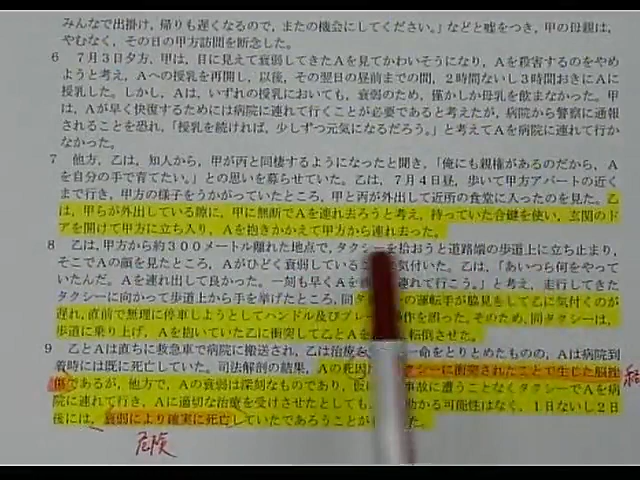 みんなで出掛け，帰りも遅くなるので，またの機会にしてください。」などと嘘をつき，甲の母親は，
やむなく，その日の甲方訪問を断念した。
6　7月3日夕方，甲は，目に見えて衰弱してきたAを見てかわいそうになり，Aを殺害するのをやめ
ようと考え，Aへの授乳を再開し，以後，その翌日の昼前までの間，2時間ないし3時間おきにAに
授乳した。しかし，Aは，いずれの授乳においても，衰弱のため，僅かしか母乳を飲まなかった。甲
は，Aが早く快復するためには病院に連れて行くことが必要であると考えたが，病院から警察に通報
されることを恐れ，「授乳を続ければ，少しずつ元気になるだろう。」と考えてAを病院に連れて行か
なかった。
7　他方，乙は，知人から，甲が丙と同棲するようになったと聞き，「俺にも親権があるのだから，A
を自分の手で育てたい。」との思いを募らせていた。乙は，7月4日昼，歩いて甲方アパートの近く
まで行き，甲方の様子をうかがっていたところ，甲と丙が外出して近所の食堂に入ったのを見た。乙
は，甲らが外出している隙に，甲に無断でAを連れ去ろうと考え，持っていた合鍵を使い，玄関のド
アを開けて甲方に立ち入り，Aを抱きかかえて甲方から連れ去った。
8　乙は，甲方から約300メートル離れた地点で，タクシーを拾おうと道路端の歩道上に立ち止まり，
そこでAの顔を見たところ，Aがひどく衰弱している 気付いた。乙は，「あいつら何をやって
いたんだ。Aを連れ出して良かった。一刻も早くAを 連れて行こう。」と考え，走行してきた
タクシーに向かって歩道上から手を挙げたところ，同タ の運転手が脇見をして乙に気付くのが
遅れ，直前で無理に停車しようとしてハンドル及びブレー 操作を誤った。そのため，同タクシーは，
歩道に乗り上げ，Aを抱いていた乙に衝突して乙とA 転倒させた。
9　乙とAは直ちに救急車で病院に搬送され，乙は治療を 一命をとりとめたものの，Aは病院到
着時には既に死亡していた。司法解剖の結果，Aの死因 クシーに衝突されたことで生じた脳挫
傷であるが，他方で，Aの衰弱は深刻なものであり，仮に 事故に遭うことなくタクシーでAを病
院に連れて行き，Aに適切な治療を受けさせたとしても， 助かる可能性はなく，1日ないし2日
後には，衰弱により確実に死亡していたであろうことが た。
危険